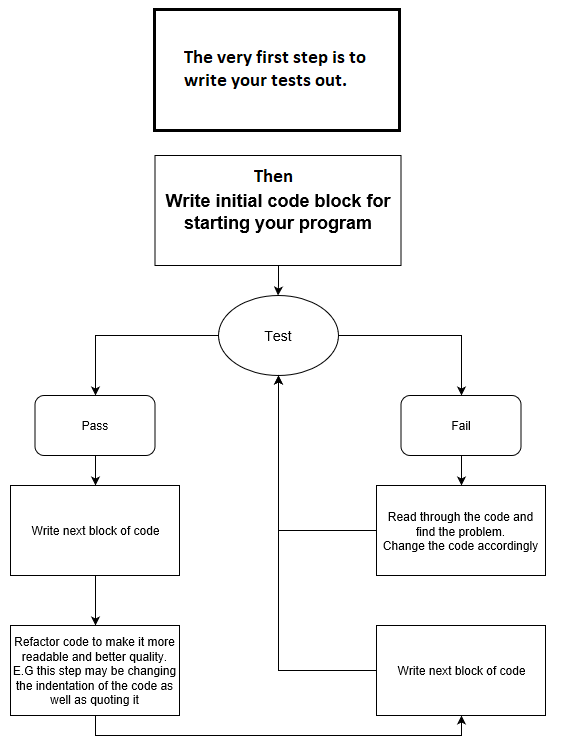 The very first step is to
write your tests out.
Then
Write initial code block for
starting your program
Test
Pass
Fail
Write next block of code
Read through the code and
find the problem.
Change the code accordingly
Refactor code to make it more
readable and better quality.
E.G this step may be changing
the indentation of the code as
well as quoting it
Write next block of code